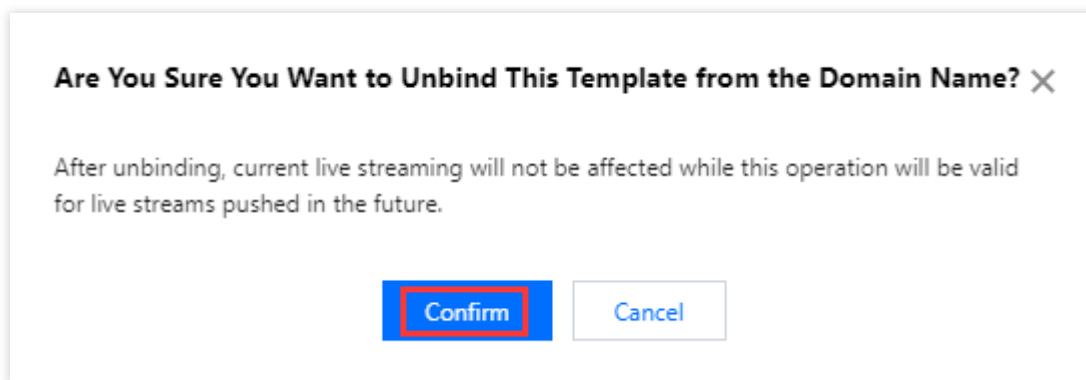 Are You Sure You Want to Unbind This Template from the Domain Name?
After unbinding, current live streaming will not be affected while this operation will be valid
for live streams pushed in the future.
Confirm
Cancel